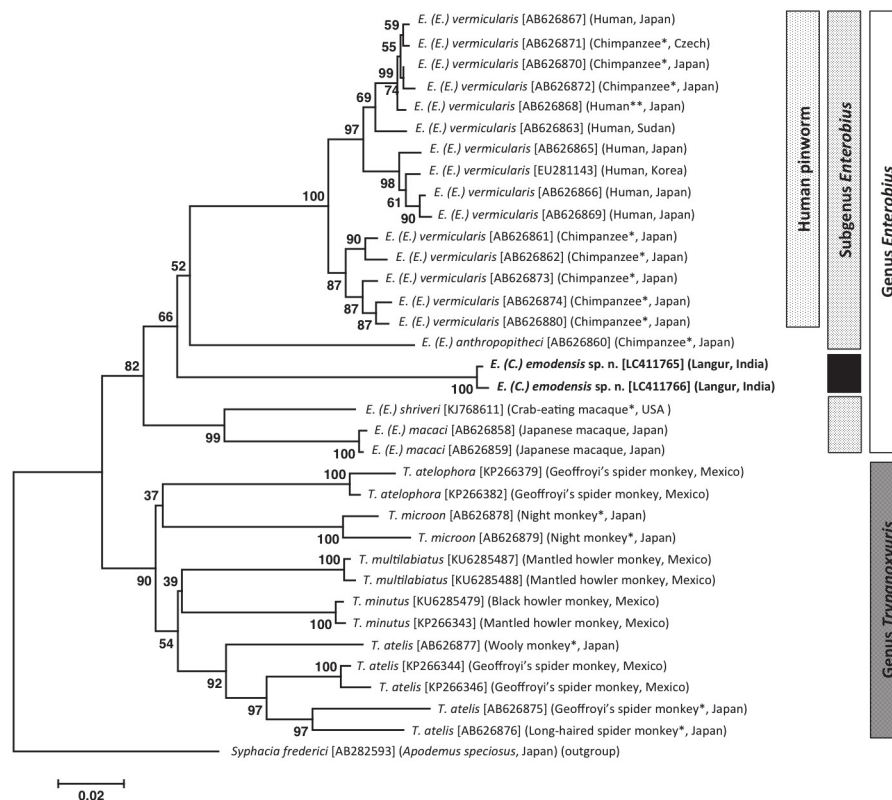 59
E. (E.) vermicularis [AB626867] (Human, Japan)
55
E. (E.) vermicularis [AB626871] (Chimpanzee*, Czech)
E. (E.) vermicularis [AB626870] (Chimpanzee*, Japan)
99
74
E. (E.) vermicularis [AB626872] (Chimpanzee*, Japan)
69
E. (E.) vermicularis [AB626868] (Human**, Japan)
97
E. (E.) vermicularis [AB626863] (Human, Sudan)
E. (E.) vermicularis [AB626865] (Human, Japan)
E. (E.) vermicularis [EU281143] (Human, Korea)
98
E. (E.) vermicularis [AB626866] (Human, Japan)
61
100
90
E. (E.) vermicularis [AB626869] (Human, Japan)
90
E. (E.) vermicularis [AB626861] (Chimpanzee*, Japan)
E. (E.) vermicularis [AB626862] (Chimpanzee*, Japan)
52
87
E. (E.) vermicularis [AB626873] (Chimpanzee*, Japan)
87
E. (E.) vermicularis [AB626874] (Chimpanzee*, Japan)
66
87
E. (E.) vermicularis [AB626880] (Chimpanzee*, Japan)
E. (E.) anthropopitheci [AB626860] (Chimpanzee*, Japan)
82
E. (C.) emodensis sp. n. [LC411765] (Langur, India)
100
E. (C.) emodensis sp. n. [LC411766] (Langur, India)
E. (E.) shriveri [KJ768611] (Crab-eating macaque*, USA )
99
E. (E.) macaci [AB626858] (Japanese macaque, Japan)
100
E. (E.) macaci [AB626859] (Japanese macaque, Japan)
100
T. atelophora [KP266379] (Geoffroyi's spider monkey, Mexico)
37
T. atelophora [KP266382] (Geoffroyi's spider monkey, Mexico)
T. microon [AB626878] (Night monkey*, Japan)
100
T. microon [AB626879] (Night monkey*, Japan)
100
T. multilabiatus [KU6285487] (Mantled howler monkey, Mexico)
90
39
T. multilabiatus [KU6285488] (Mantled howler monkey, Mexico)
T. minutus [KU6285479] (Black howler monkey, Mexico)
100
T. minutus [KP266343] (Mantled howler monkey, Mexico)
54
T. atelis [AB626877] (Wooly monkey*, Japan)
100
T. atelis [KP266344] (Geoffroyi's spider monkey, Mexico)
92
T. atelis [KP266346] (Geoffroyi's spider monkey, Mexico)
97
T. atelis [AB626875] (Geoffroyi's spider monkey*, Japan)
97
T. atelis [AB626876] (Long-haired spider monkey*, Japan)
Syphacia frederici [AB282593] (Apodemus speciosus, Japan) (outgroup)
0.02
Human pinworm
Subgenus Enterobius
Genus Enterobius
Genus Trypanoxyuris